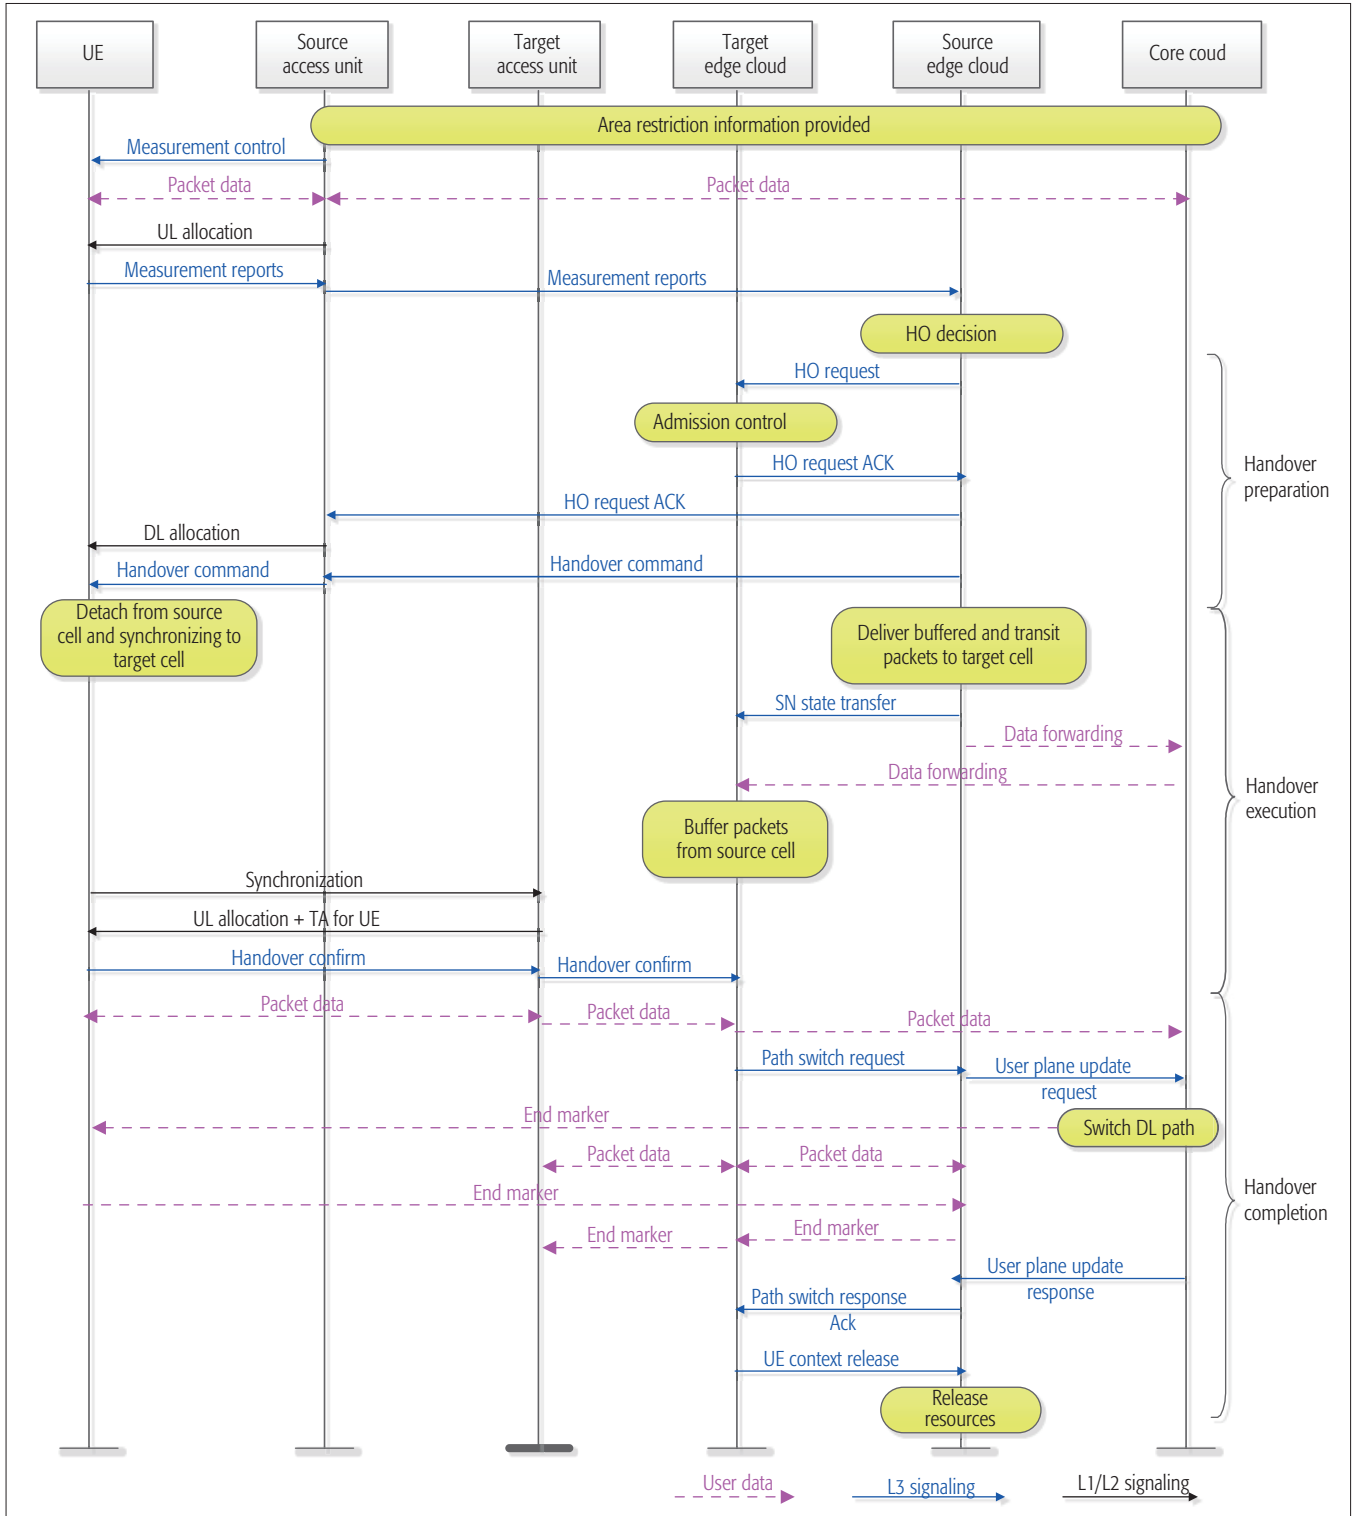 UE
Source
access unit
Target
access unit
Target
edge cloud
Source
edge cloud
Core coud
Area restriction information provided
Measurement control
Packet data
Packet data
UL allocation
Measurement reports
Measurement reports
HO decision
HO request
Admission control
HO request ACK
HO request ACK
Handover
preparation
DL allocation
Handover command
Handover command
Detach from source
cell and synchronizing to
target cell
Deliver buffered and transit
packets to target cell
SN state transfer
Data forwarding
Data forwarding
Handover
execution
Buffer packets
from source cell
Synchronization
UL allocation + TA for UE
Handover confirm
Handover confirm
Packet data
Packet data
Packet data
Path switch request
User plane update
request
End marker
Switch DL path
Packet data
Packet data
End marker
Handover
completion
End marker
End marker
User plane update
response
Path switch response
Ack
UE context release
Release
resources
User data
L3 signaling
L1/L2 signaling